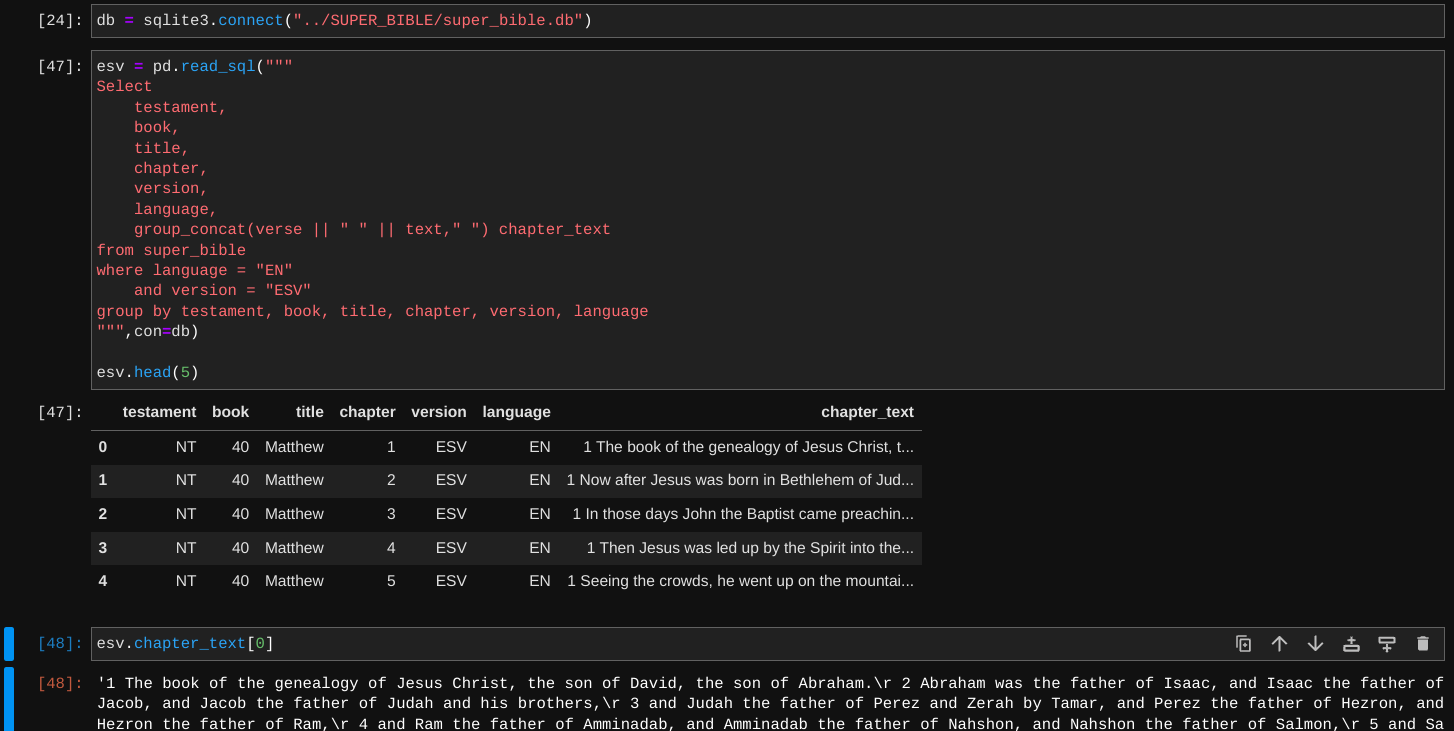 [24]: db = sqlite3.connect("../SUPER_BIBLE/super_bible.db")
[47]: esv = pd.read_sql("""
Select
    testament,
    book,
    title,
    chapter,
    version,
    language,
    group_concat(verse || " " || text," ") chapter_text
from super_bible
where language = "EN"
    and version = "ESV"
group by testament, book, title, chapter, version, language
""",con=db)
esv.head(5)
[47]: testament book title chapter version language chapter_text
0 NT 40 Matthew 1 ESV EN 1 The book of the genealogy of Jesus Christ, t...
1 NT 40 Matthew 2 ESV EN 1 Now after Jesus was born in Bethlehem of Jud...
2 NT 40 Matthew 3 ESV EN 1 In those days John the Baptist came preachin...
3 NT 40 Matthew 4 ESV EN 1 Then Jesus was led up by the Spirit into the...
4 NT 40 Matthew 5 ESV EN 1 Seeing the crowds, he went up on the mountai...
[48]: esv.chapter_text[0]
[48]: '1 The book of the genealogy of Jesus Christ, the son of David, the son of Abraham.\r 2 Abraham was the father of Isaac, and Isaac the father of
Jacob, and Jacob the father of Judah and his brothers,\r 3 and Judah the father of Perez and Zerah by Tamar, and Perez the father of Hezron, and
Hezron the father of Ram,\r 4 and Ram the father of Amminadab, and Amminadab the father of Nahshon, and Nahshon the father of Salmon,\r 5 and Sa